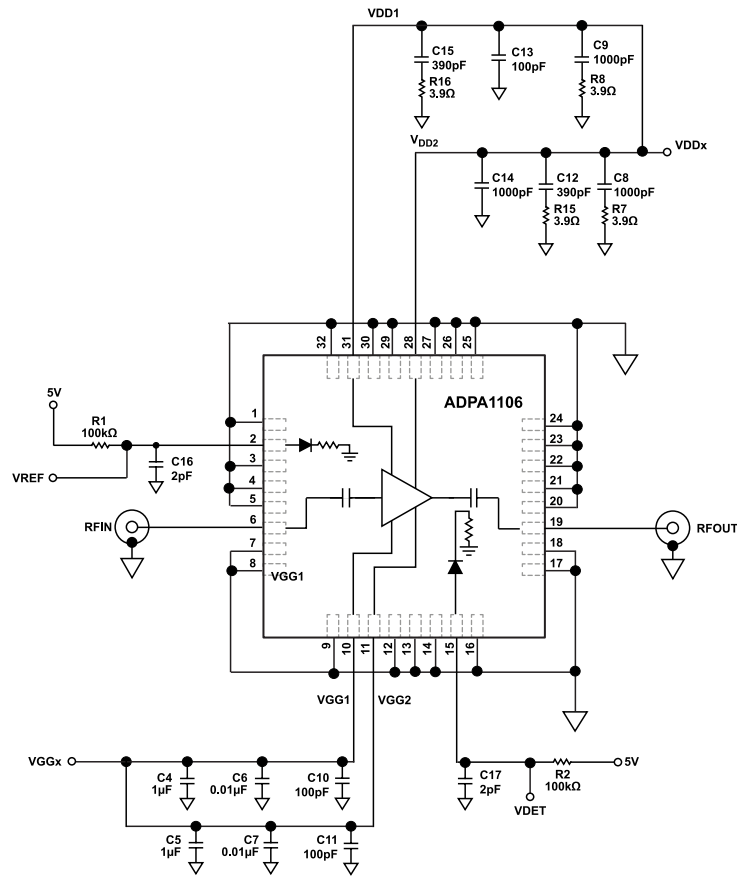 VDD1
C15
390pF
R16
3.9Ω
C13
100pF
C9
1000pF
R8
3.9Ω
VDD2
VDDx
C14
1000pF
C12
390pF
R15
3.9Ω
C8
1000pF
R7
3.9Ω
32
31
30
29
28
27
26
25
ADPA1106
5V
R1
100kΩ
VREF
C16
2pF
RFIN
1
2
3
4
5
6
7
8
VGG1
24
23
22
21
20
19
18
17
RFOUT
9
10
11
12
13
14
15
16
VGG1
VGG2
VGGx
C4
1µF
C6
0.01µF
C10
100pF
C5
1µF
C7
0.01µF
C11
100pF
C17
2pF
VDET
R2
100kΩ
5V